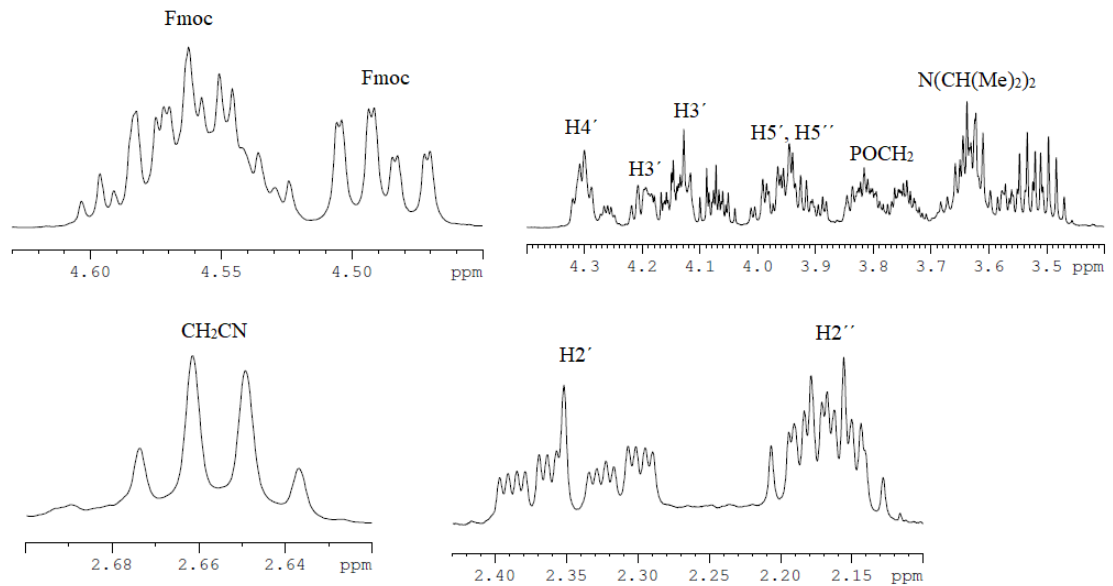 Fmoc
Fmoc
4.60 4.55 4.50 ppm
N(CH(Me)₂)₂
H3´
H4´
H5´, H5´´
H3´
POCH₂
4.3 4.2 4.1 4.0 3.9 3.8 3.7 3.6 3.5 ppm
CH₂CN
2.68 2.66 2.64 ppm
H2´
H2´´
2.40 2.35 2.30 2.20 2.15 ppm